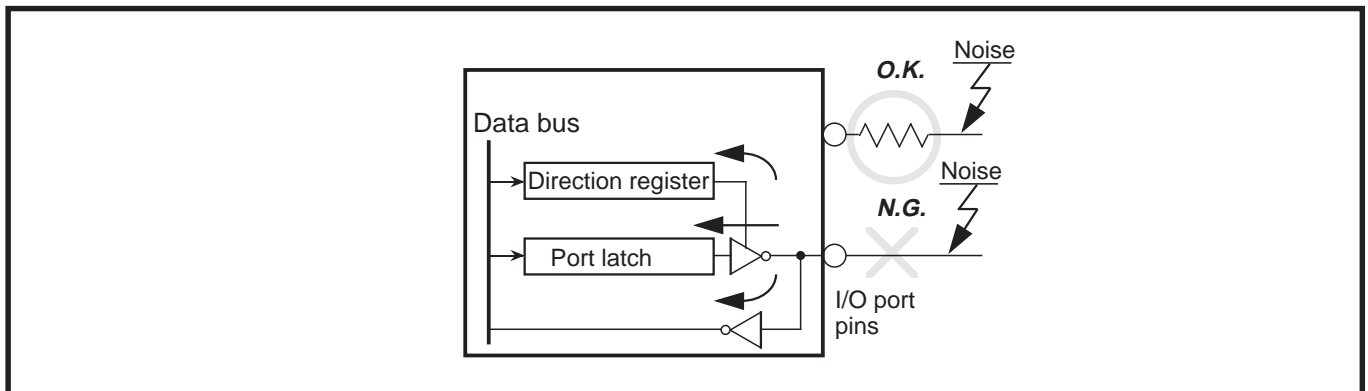 Noise
O.K.
Data bus
Direction register
Noise
N.G.
Port latch
I/O port
pins